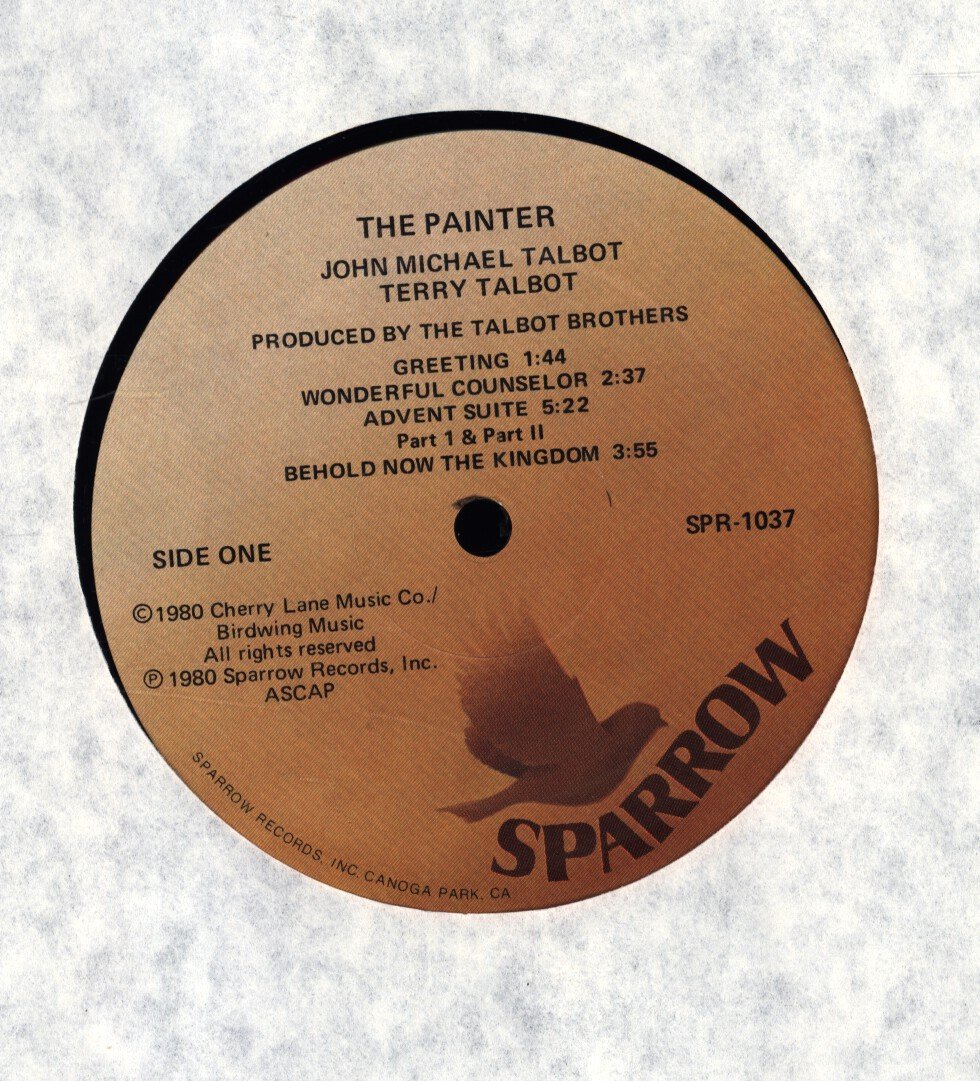 THE PAINTER
JOHN MICHAEL TALBOT
TERRY TALBOT
PRODUCED BY THE TALBOT BROTHERS
GREETING 1:44
WONDERFUL COUNSELOR 2:37
ADVENT SUITE 5:22
Part 1 & Part II
BEHOLD NOW THE KINGDOM 3:55
SIDE ONE
SPR-1037
©1980 Cherry Lane Music Co./
Birdwing Music
All rights reserved
℗ 1980 Sparrow Records, Inc.
ASCAP
SPARROW
SPARROW RECORDS, INC. CANOGA PARK, CA